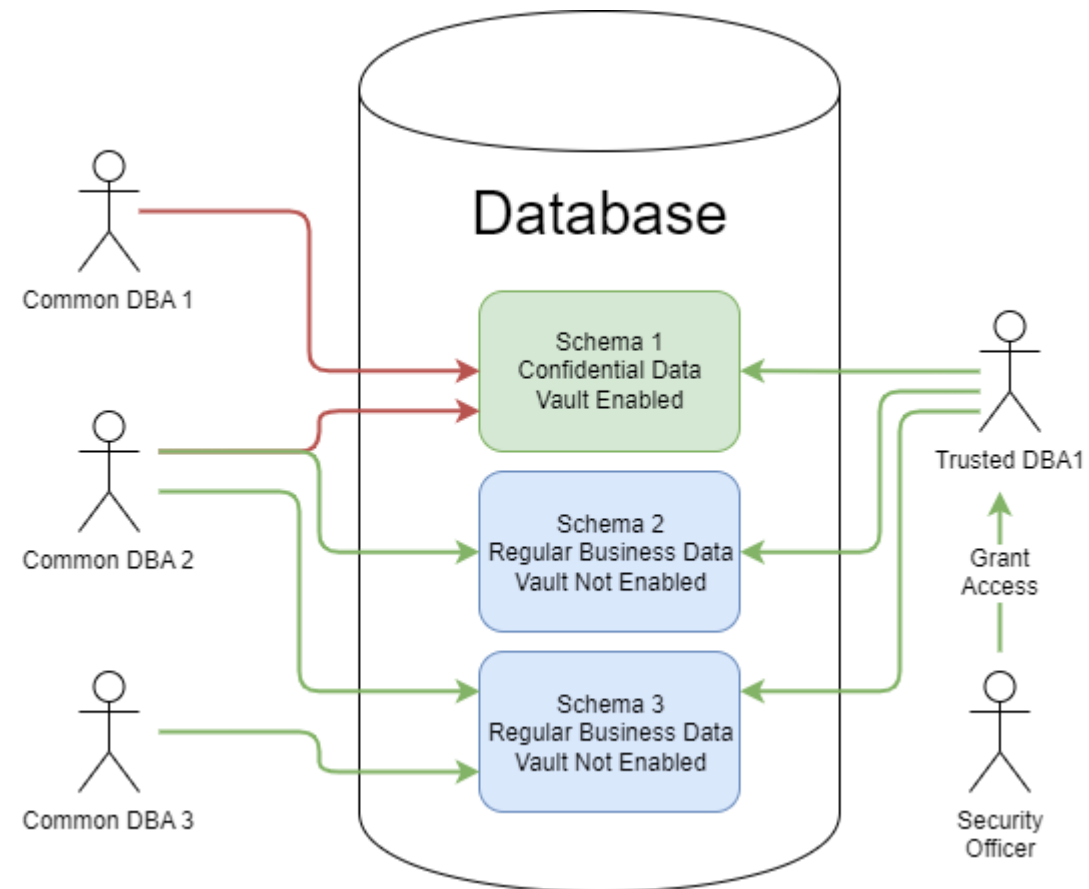 Database
Common DBA 1
Schema 1
Confidential Data
Vault Enabled
Trusted DBA1
Common DBA 2
Schema 2
Regular Business Data
Vault Not Enabled
Grant
Access
Schema 3
Regular Business Data
Vault Not Enabled
Common DBA 3
Security
Officer